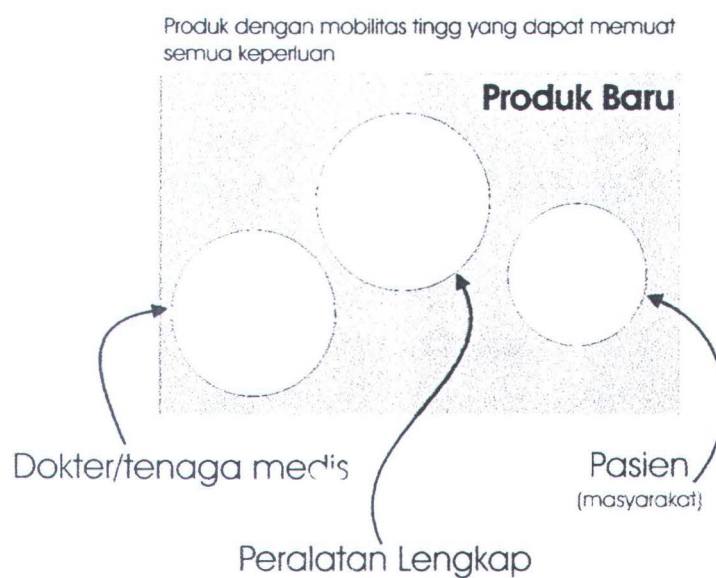 Produk dengan mobilitas tingg yang dapat memuat
semua keperluan
Produk Baru
Dokter/tenaga medis
Pasien
(masyarakat)
Peralatan Lengkap